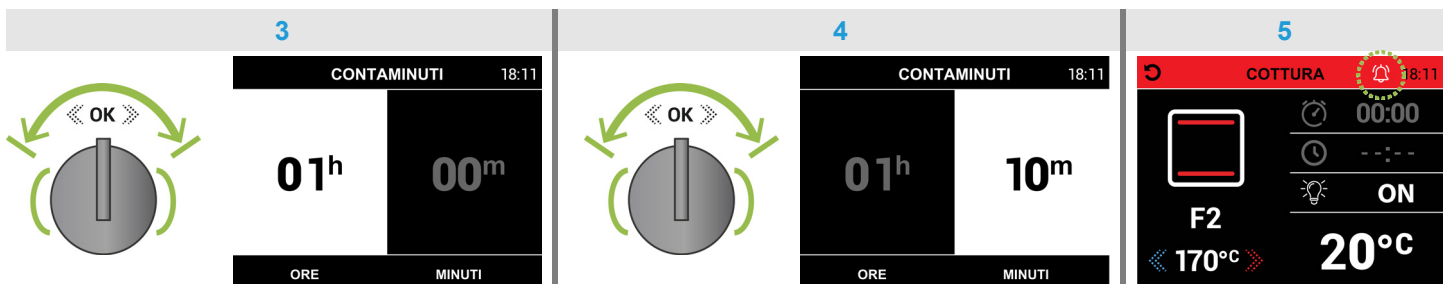 3
4
5
OK
CONTAMINUTI 18:11
01h 00m
ORE MINUTI
OK
CONTAMINUTI 18:11
01h 10m
ORE MINUTI
COTTURA 18:11
00:00
--:--
ON
F2
170°C
20°C